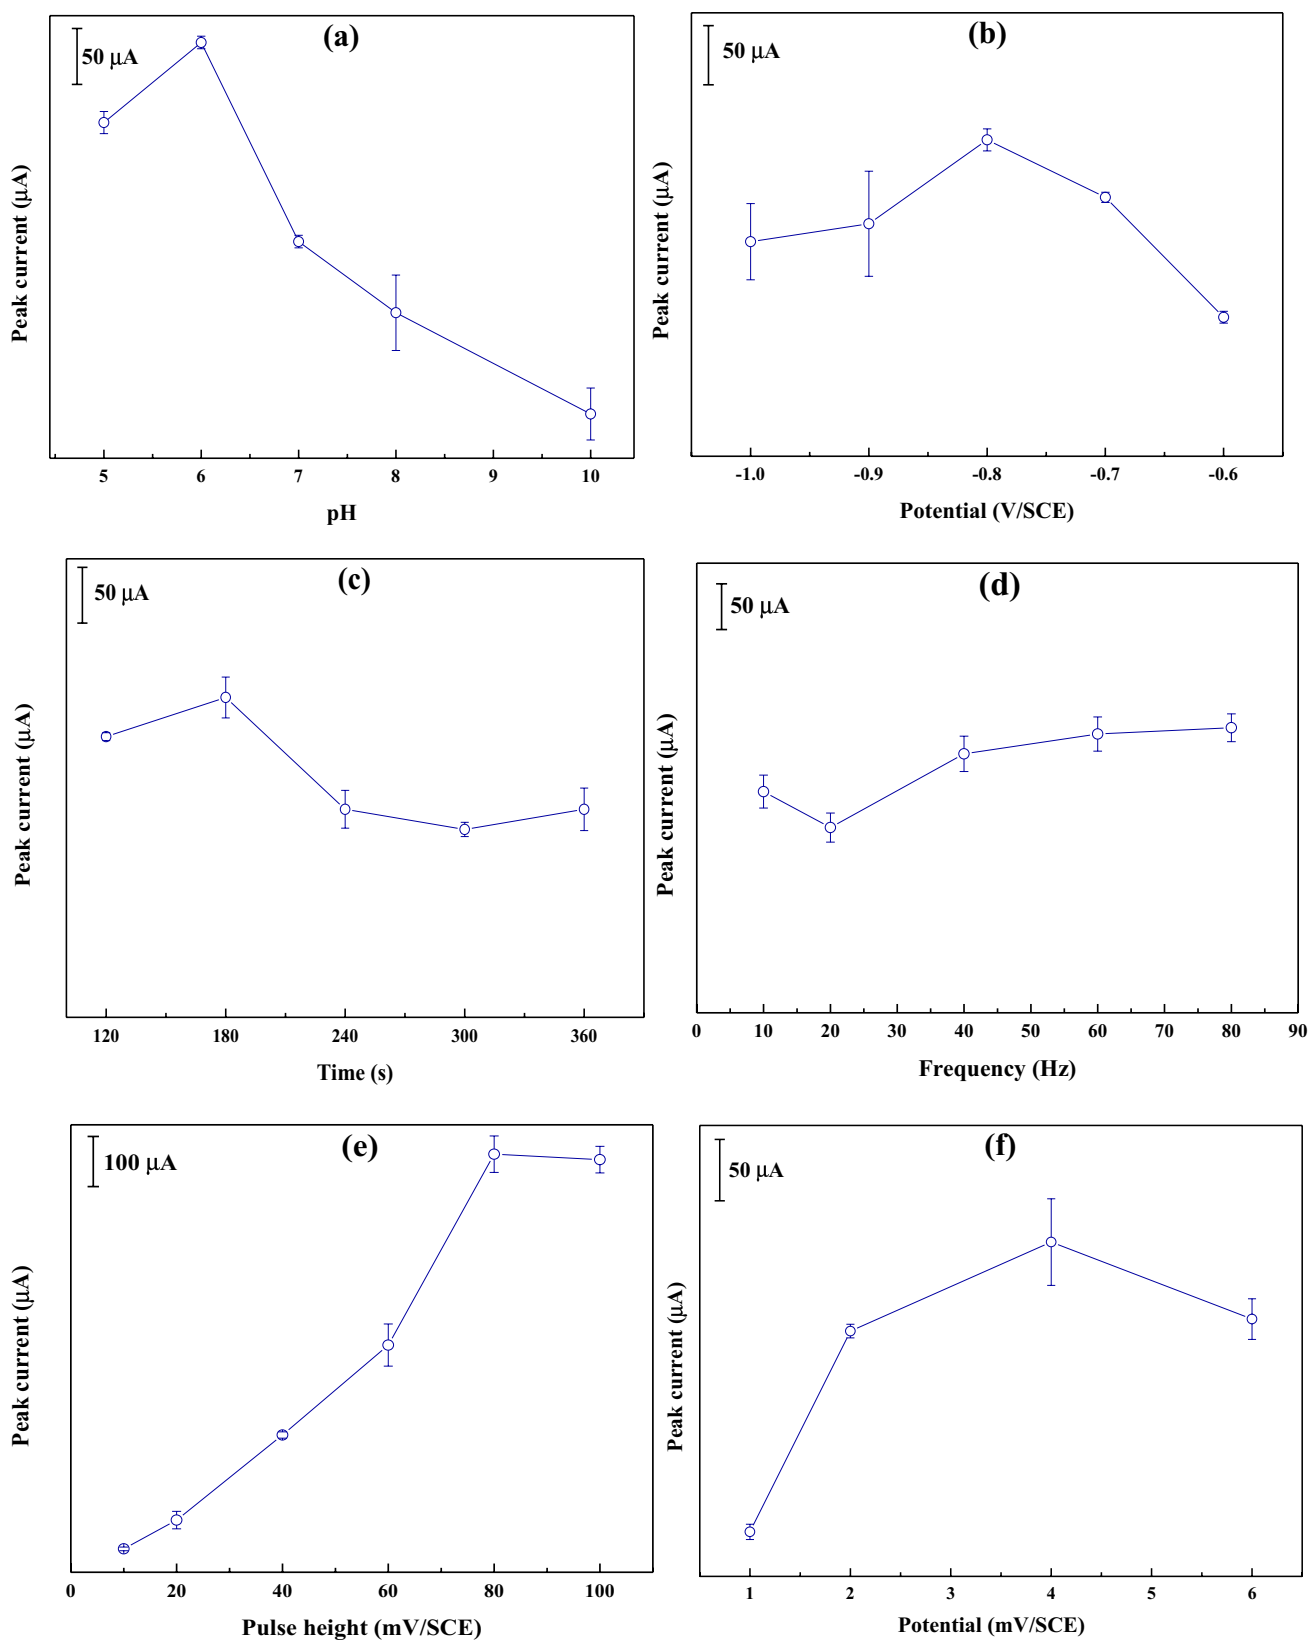 (a)
50 μA
Peak current (μA)
5 6 7 8 9 10
pH
(b)
50 μA
Peak current (μA)
-1.0 -0.9 -0.8 -0.7 -0.6
Potential (V/SCE)
(c)
50 μA
Peak current (μA)
120 180 240 300 360
Time (s)
(d)
50 μA
Peak current (μA)
0 10 20 30 40 50 60 70 80 90
Frequency (Hz)
(e)
100 μA
Peak current (μA)
0 20 40 60 80 100
Pulse height (mV/SCE)
(f)
50 μA
Peak current (μA)
1 2 3 4 5 6
Potential (mV/SCE)